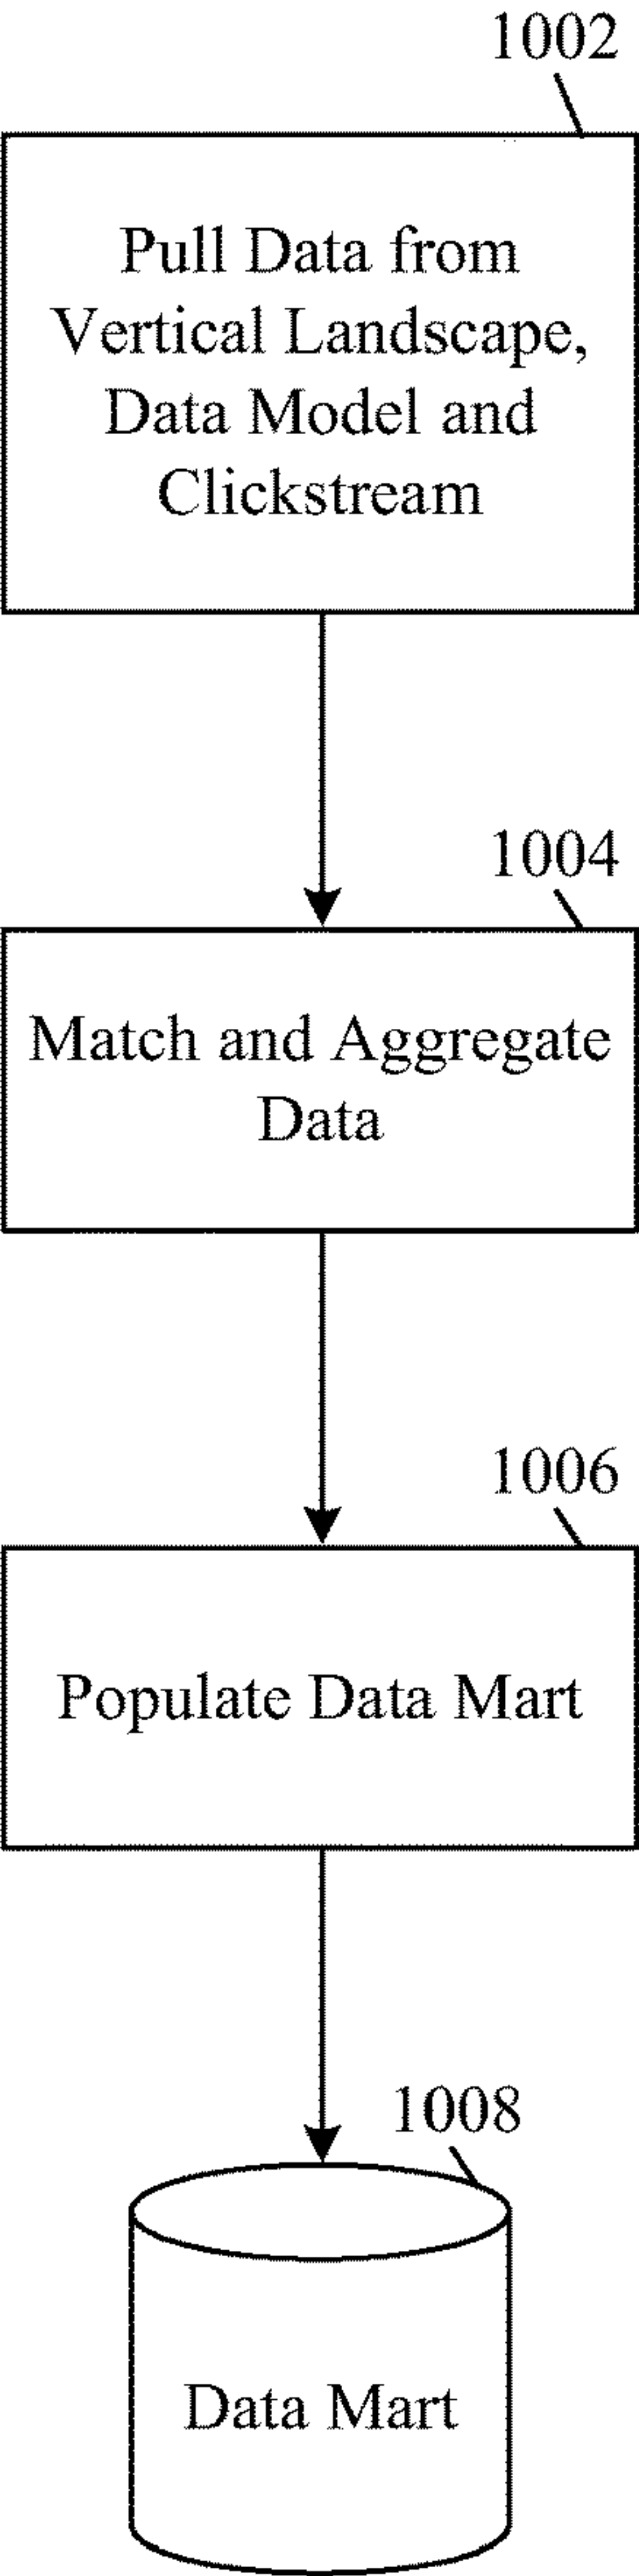 1002
Pull Data from
Vertical Landscape,
Data Model and
Clickstream
1004
Match and Aggregate
Data
1006
Populate Data Mart
1008
Data Mart